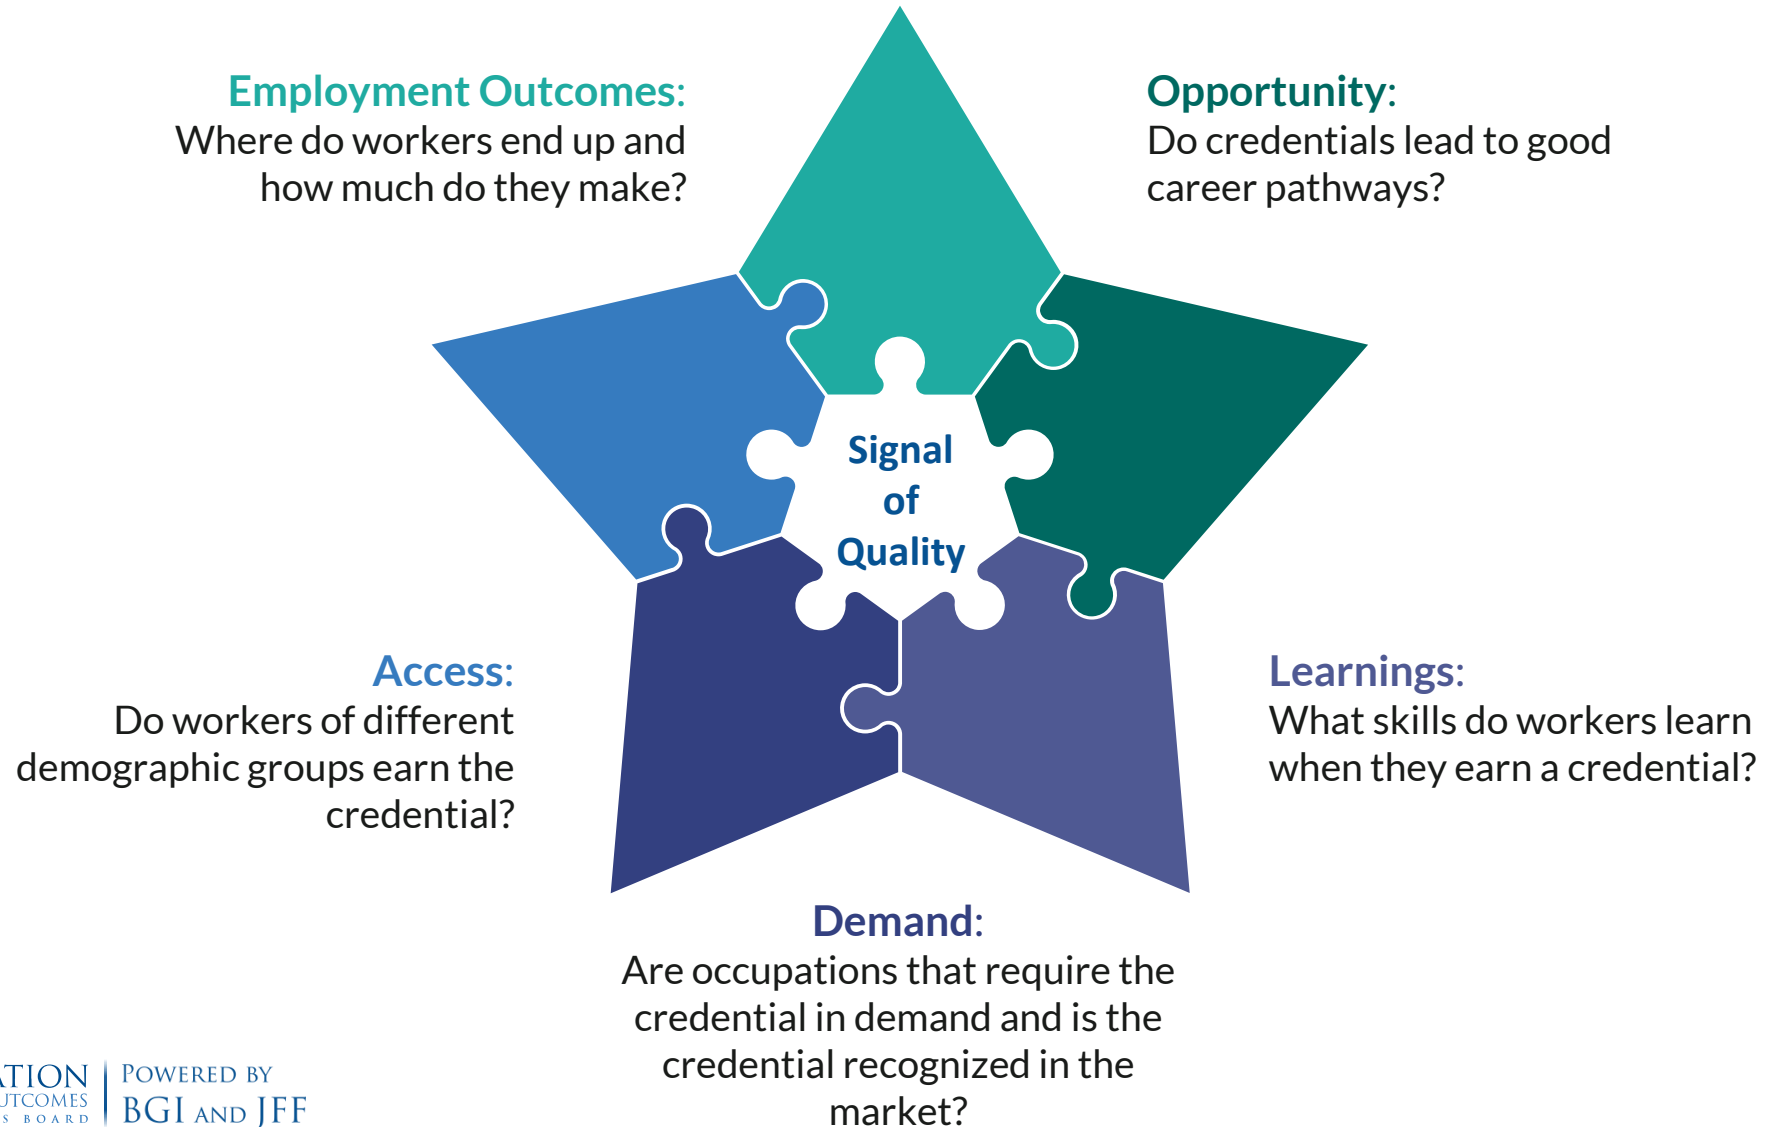 Employment Outcomes:
Where do workers end up and
how much do they make?
Opportunity:
Do credentials lead to good
career pathways?
Signal
of
Quality
Access:
Do workers of different
demographic groups earn the
credential?
Learnings:
What skills do workers learn
when they earn a credential?
Demand:
Are occupations that require the
credential in demand and is the
credential recognized in the
market?
POWERED BY
BGI AND JFF
BOARD